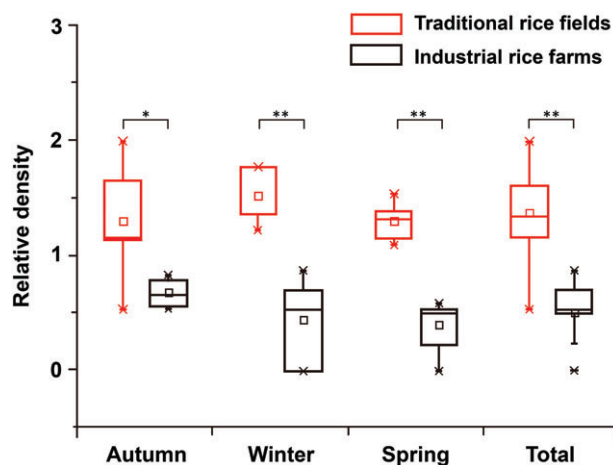 Traditional rice fields
Industrial rice farms
3
2
1
0
Relative density
* ** ** **
Autumn Winter Spring Total